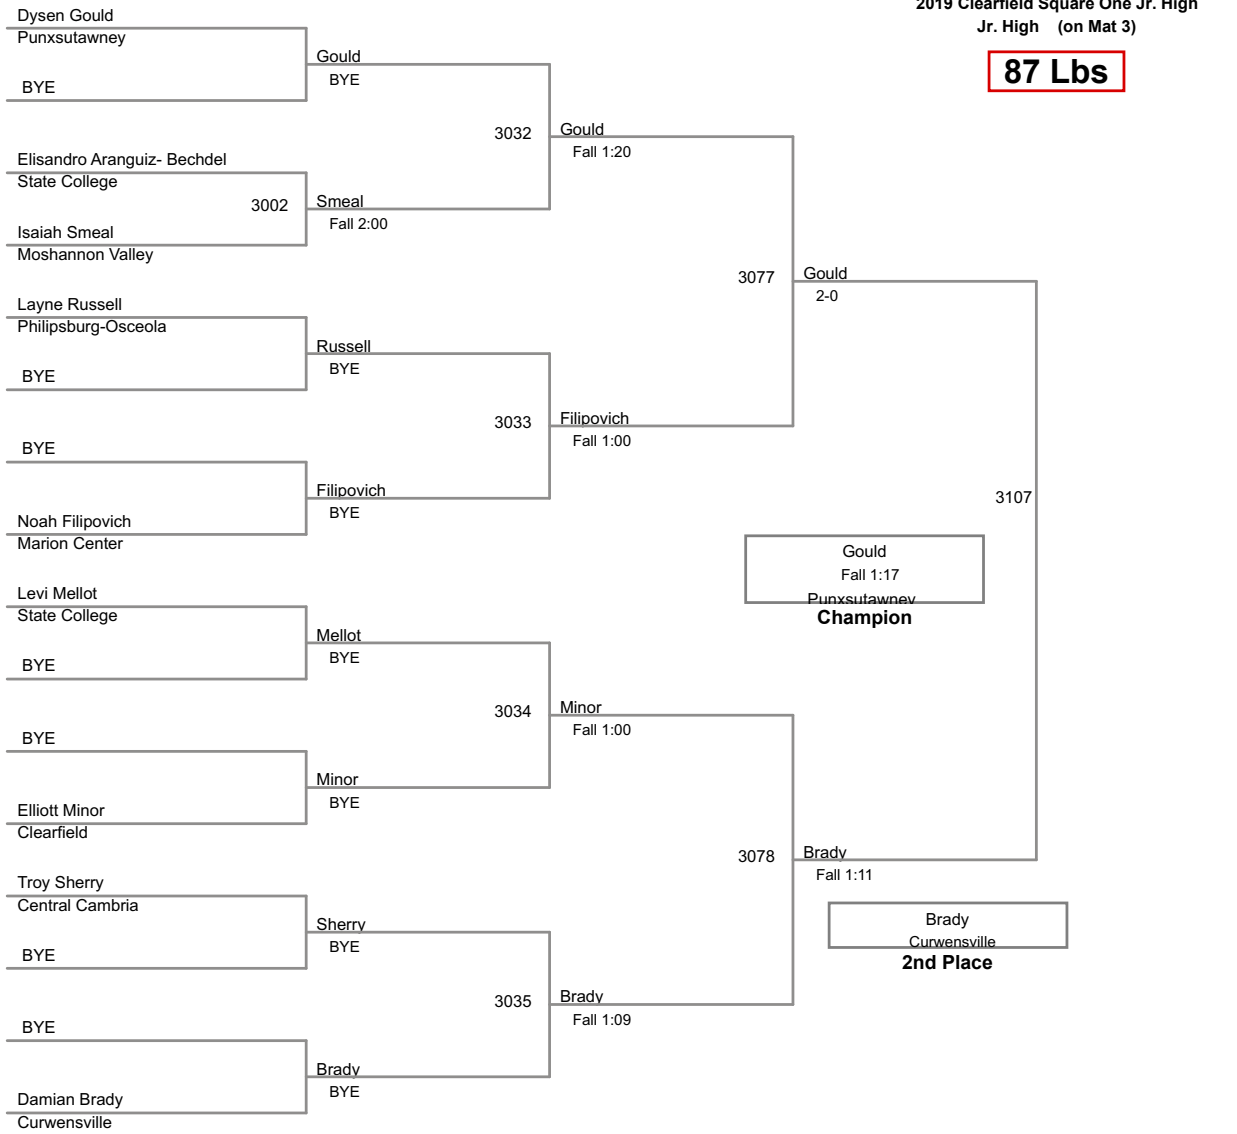 2019 Clearfield Square One Jr. High
Jr. High (on Mat 3)
87 Lbs
Dysen Gould
Punxsutawney
Gould
BYE
BYE
3032
Gould
Fall 1:20
Elisandro Aranguiz- Bechdel
State College
3002
Smeal
Fall 2:00
Isaiah Smeal
Moshannon Valley
3077
Gould
2-0
Layne Russell
Philipsburg-Osceola
Russell
BYE
BYE
3033
Filipovich
Fall 1:00
BYE
Filipovich
BYE
Noah Filipovich
Marion Center
3107
Gould
Fall 1:17
Punxsutawney
Champion
Levi Mellot
State College
Mellot
BYE
BYE
3034
Minor
Fall 1:00
BYE
Minor
BYE
Elliott Minor
Clearfield
3078
Brady
Fall 1:11
Troy Sherry
Central Cambria
Sherry
BYE
BYE
Brady
Curwensville
2nd Place
3035
Brady
Fall 1:09
BYE
Brady
BYE
Damian Brady
Curwensville